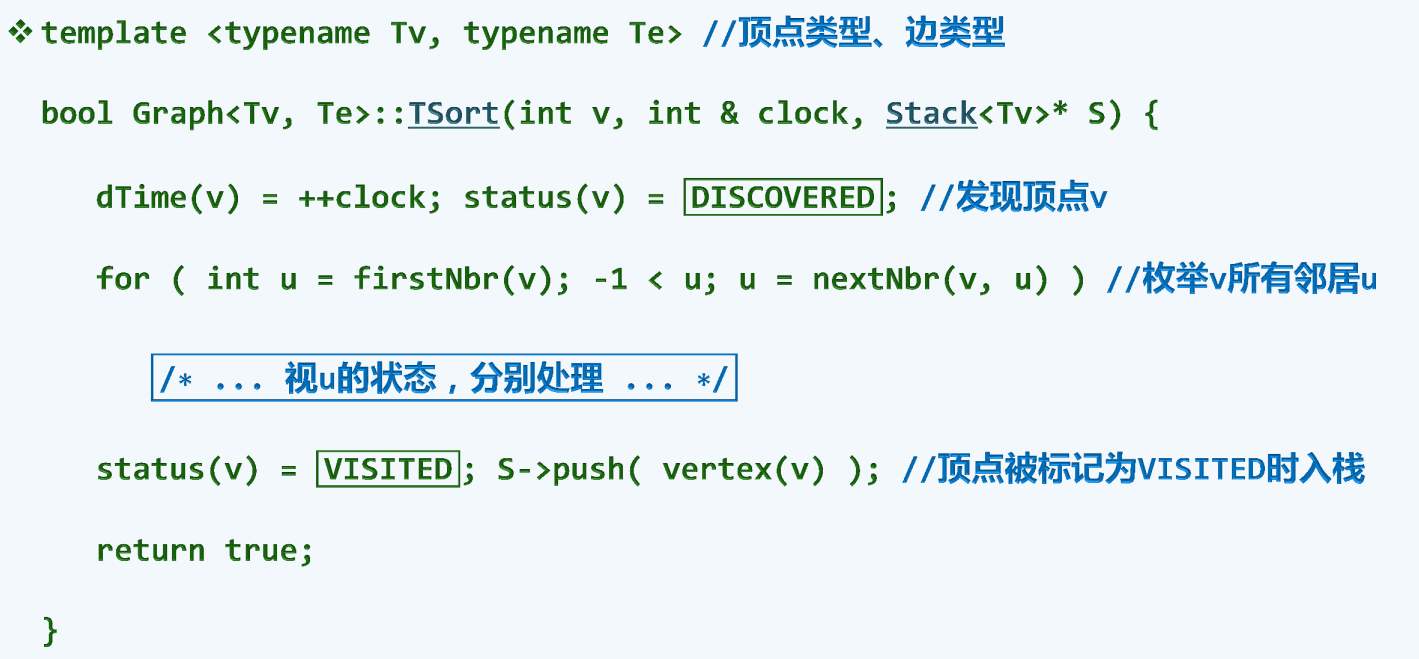 ❖ template <typename Tv, typename Te> //顶点类型、边类型
bool Graph<Tv, Te>::TSort(int v, int & clock, Stack<Tv>* S) {
dTime(v) = ++clock; status(v) = DISCOVERED; //发现顶点v
for ( int u = firstNbr(v); -1 < u; u = nextNbr(v, u) ) //枚举v所有邻居u
/* ... 视u的状态，分别处理 ... */
status(v) = VISITED; S->push( vertex(v) ); //顶点被标记为VISITED时入栈
return true;
}